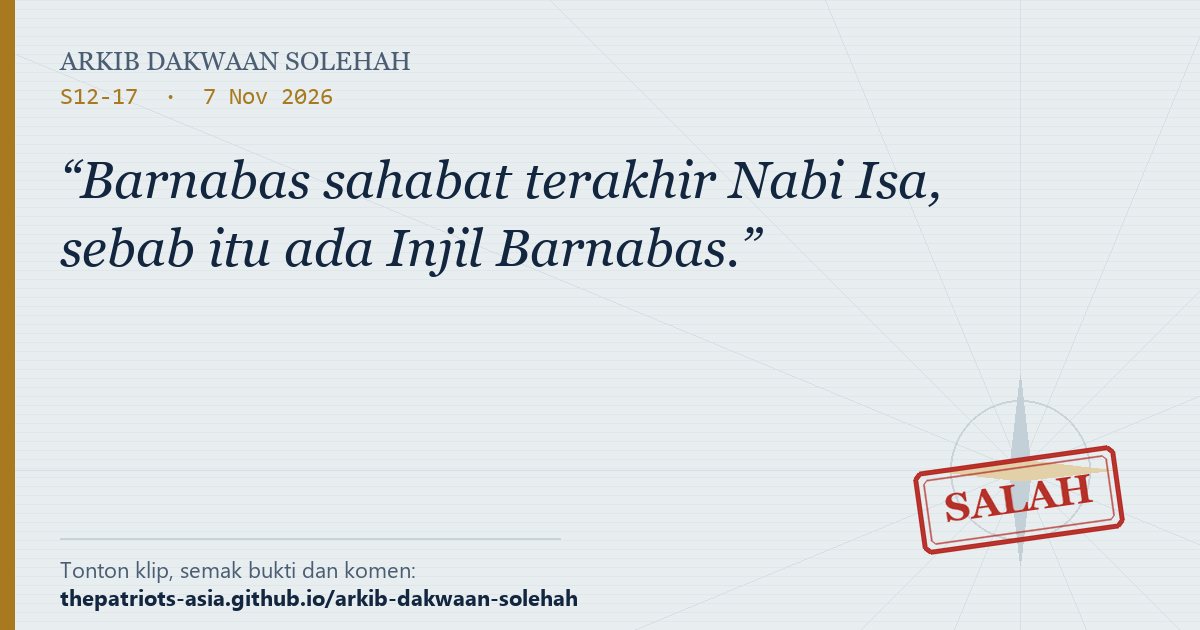 ARKIB DAKWAAN SOLEHAH
S12-17 · 7 Nov 2026
“Barnabas sahabat terakhir Nabi Isa,
sebab itu ada Injil Barnabas.”
SALAH
Tonton klip, semak bukti dan komen:
thepatriots-asia.github.io/arkib-dakwaan-solehah